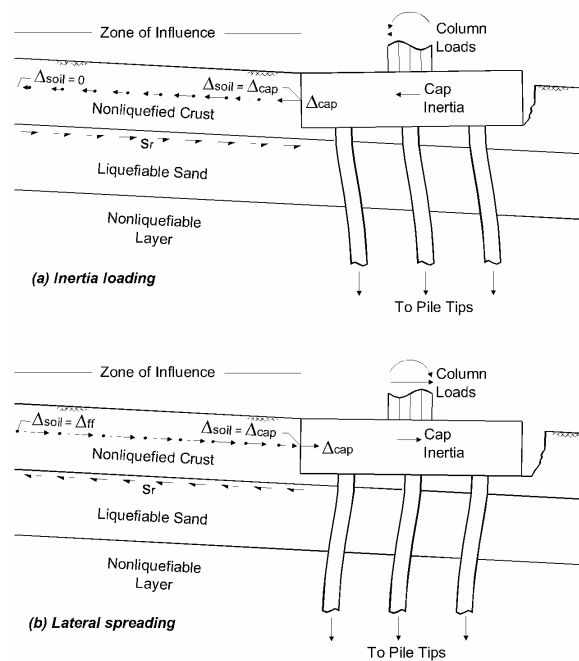 Zone of Influence
Column
Loads
Δsoil = 0
Δsoil = Δcap
Δcap
Cap
Inertia
Nonliquefied Crust
Sr
Liquefiable Sand
Nonliquefiable
Layer
(a) Inertia loading
To Pile Tips
Zone of Influence
Column
Loads
Δsoil = Δff
Δsoil = Δcap
Δcap
Cap
Inertia
Nonliquefied Crust
Sr
Liquefiable Sand
Nonliquefiable
Layer
(b) Lateral spreading
To Pile Tips